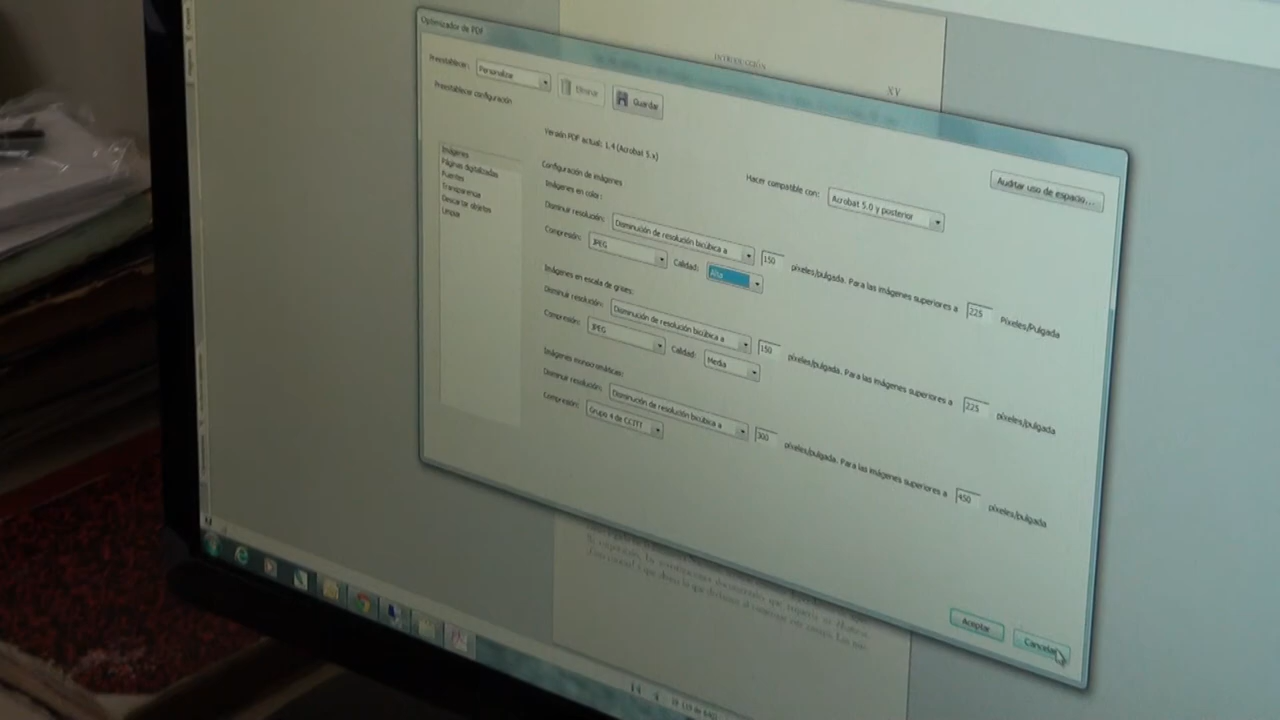 Optimizador de PDF
INTRODUCCIÓN
XV
Preestablecer:
Personalizar
Eliminar
Guardar
Preestablecer configuración
Versión PDF actual: 1.4 (Acrobat 5.x)
Hacer compatible con:
Acrobat 5.0 y posterior
Auditar uso de espacio...
Imágenes
Páginas digitalizadas
Fuentes
Transparencia
Descartar objetos
Limpiar
Configuración de imágenes
Imágenes en color:
Disminuir resolución: Disminución de resolución bicúbica a 150 píxeles/pulgada. Para las imágenes superiores a 225 Píxeles/Pulgada
Compresión: JPEG Calidad: Alta
Imágenes en escala de grises:
Disminuir resolución: Disminución de resolución bicúbica a 150 píxeles/pulgada. Para las imágenes superiores a 225 píxeles/pulgada
Compresión: JPEG Calidad: Media
Imágenes monocromáticas:
Disminuir resolución: Disminución de resolución bicúbica a 300 píxeles/pulgada. Para las imágenes superiores a 450 píxeles/pulgada
Compresión: Grupo 4 de CCITT
Aceptar
Cancelar